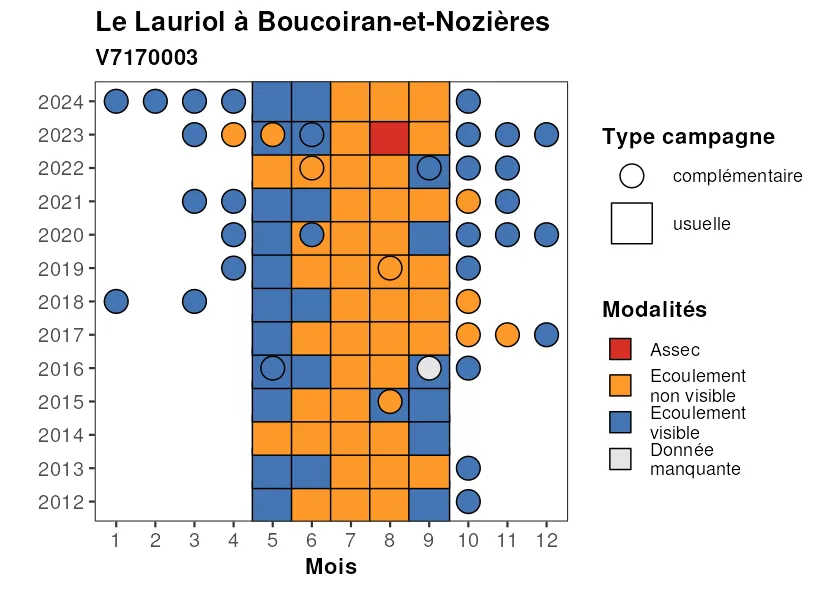 Le Lauriol à Boucoiran-et-Nozières
V7170003
2024
2023
2022
2021
2020
2019
2018
2017
2016
2015
2014
2013
2012
1 2 3 4 5 6 7 8 9 10 11 12
Mois
Type campagne
complémentaire
usuelle
Modalités
Assec
Ecoulement
non visible
Ecoulement
visible
Donnée
manquante